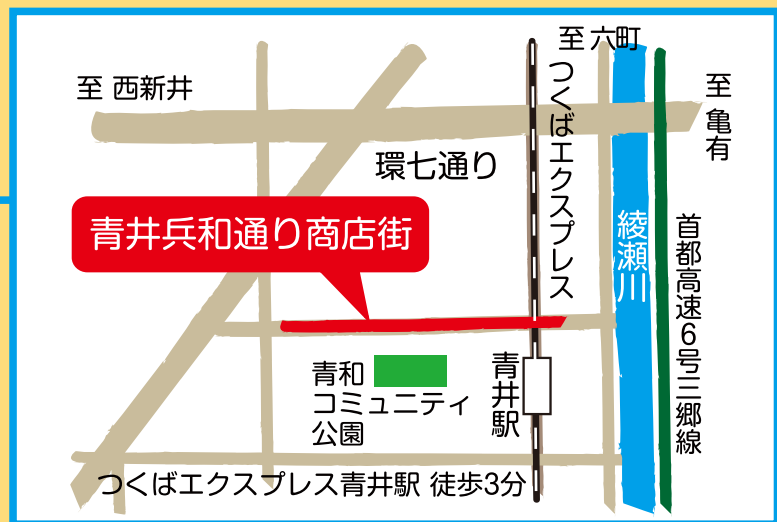 至 六町
至 西新井
つくばエクスプレス
至 亀有
環七通り
青井兵和通り商店街
綾瀬川
首都高速6号三郷線
青和
コミュニティ
公園
青井駅
つくばエクスプレス青井駅 徒歩3分